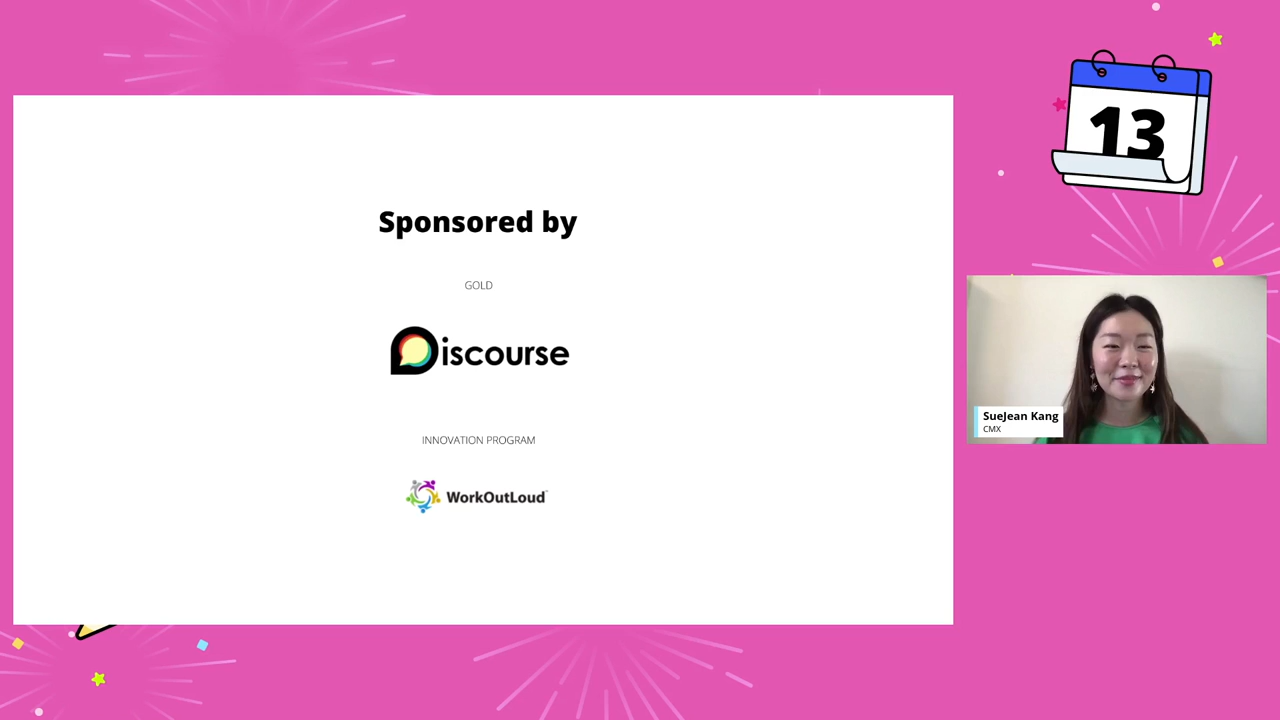 Sponsored by
GOLD
Discourse
INNOVATION PROGRAM
WorkOutLoud
13
SueJean Kang
CMX